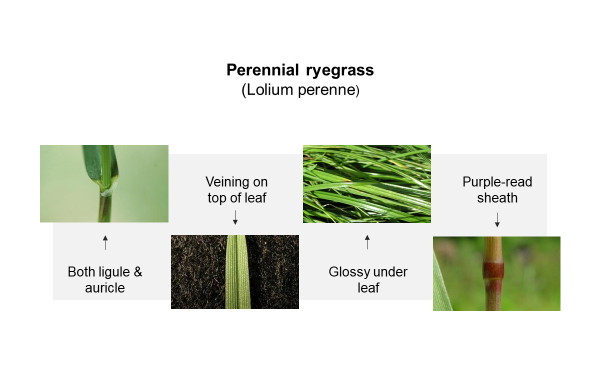 Perennial ryegrass
(Lolium perenne)
Both ligule &
auricle
Veining on
top of leaf
Glossy under
leaf
Purple-read
sheath